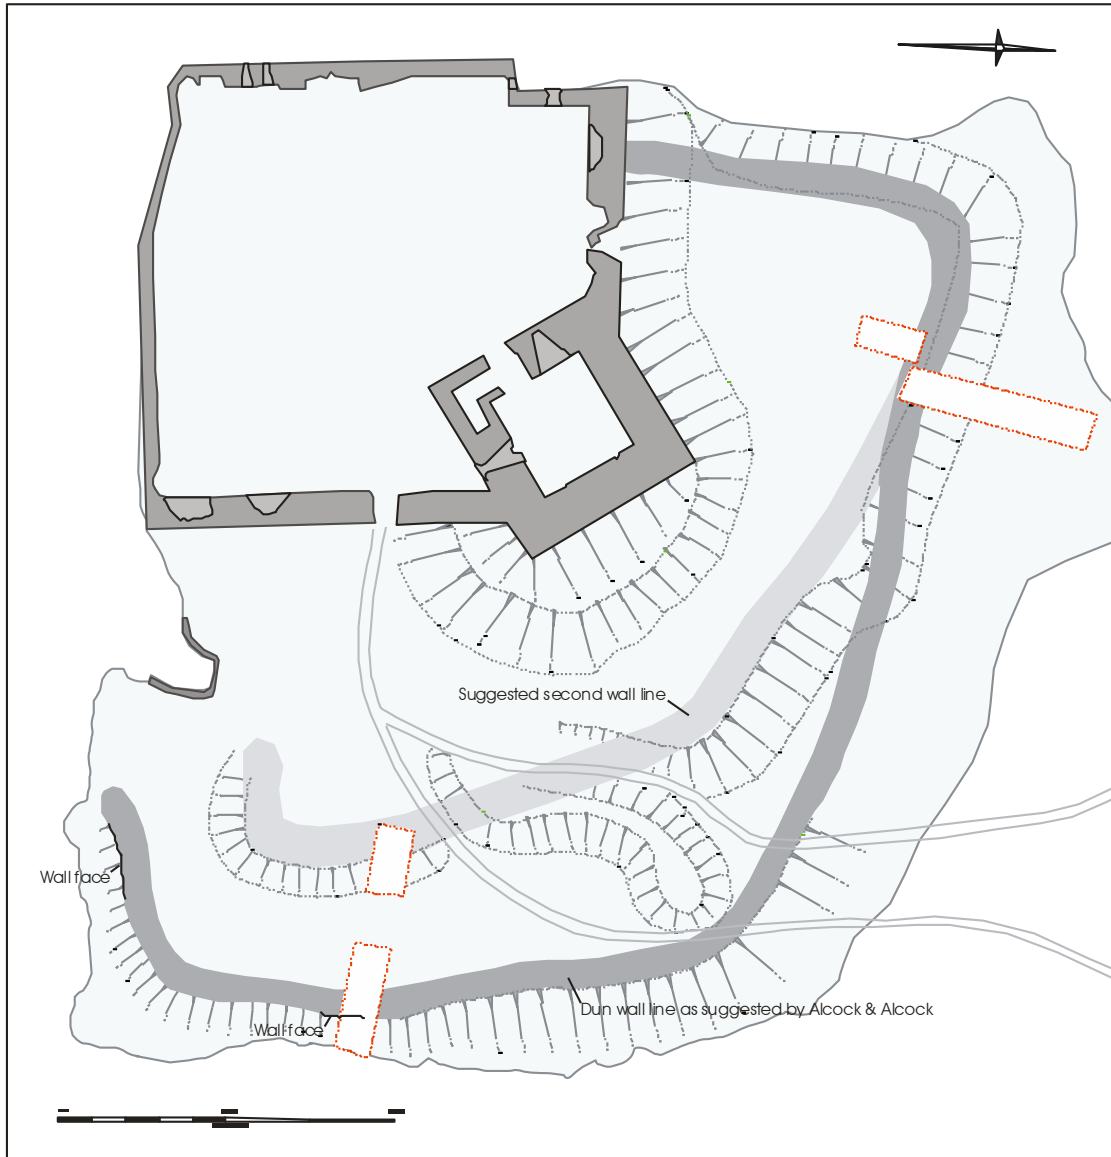 Suggested second wall line
Wall face
Dun wall line as suggested by Alcock & Alcock
Wall face